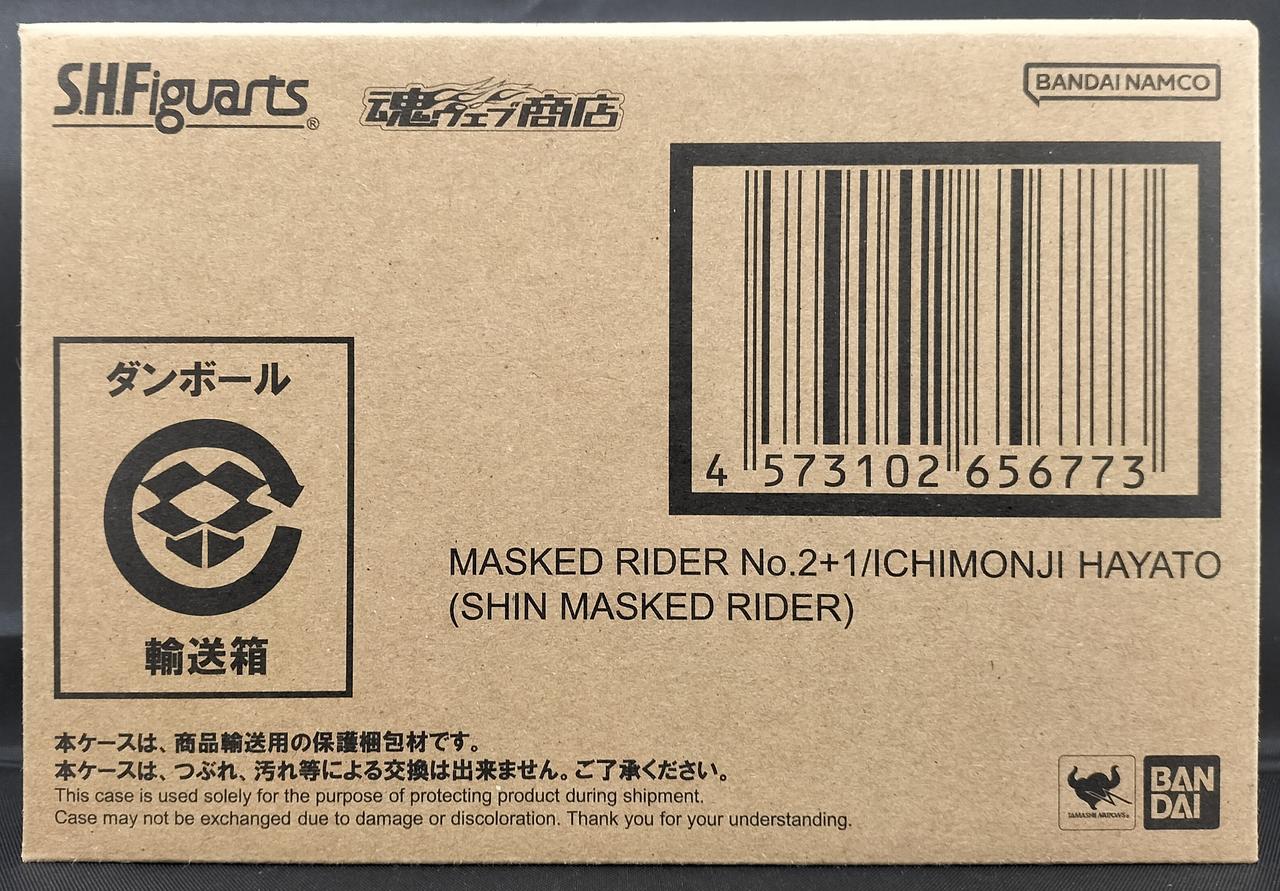 S.H.Figuarts®
魂ウェブ商店
BANDAI NAMCO
4 573102 656773
ダンボール
輸送箱
MASKED RIDER No.2+1/ICHIMONJI HAYATO
(SHIN MASKED RIDER)
本ケースは、商品輸送用の保護梱包材です。
本ケースは、つぶれ、汚れ等による交換は出来ません。ご了承ください。
This case is used solely for the purpose of protecting product during shipment.
Case may not be exchanged due to damage or discoloration. Thank you for your understanding.
TAMASHII NATIONS
BAN
DAI